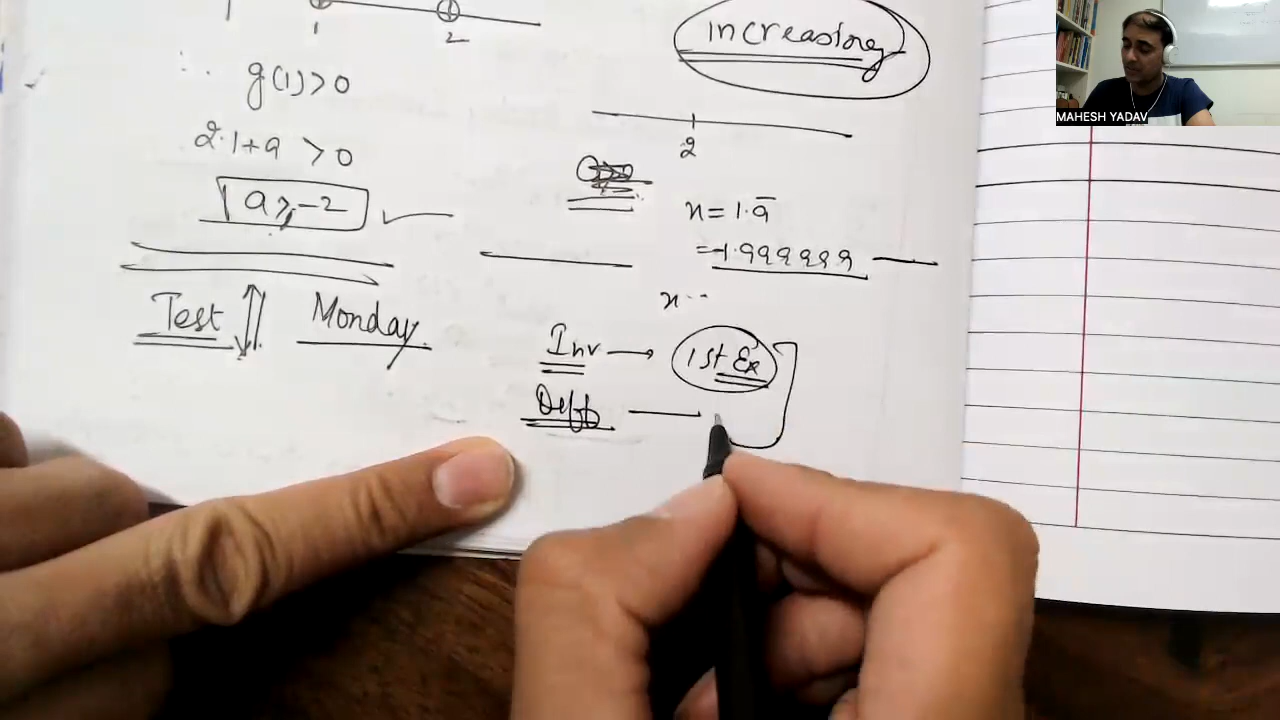 1 2
g(1)>0
2·1+a >0
a ≥ -2
Test Monday.
increasing
2
x = 1.9̅
= 1.999999
x--
Inv → 1st Ex
Diff —
MAHESH YADAV